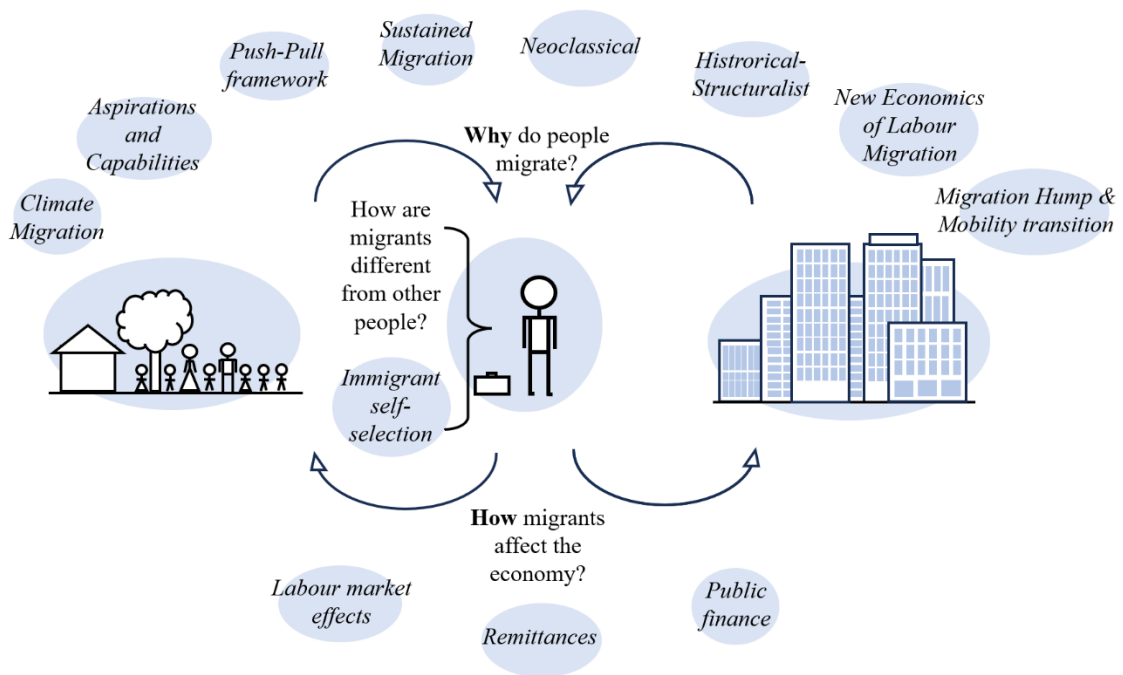 Sustained
Migration
Neoclassical
Push-Pull
framework
Histrorical-
Structuralist
New Economics
of Labour
Migration
Aspirations
and
Capabilities
Why do people
migrate?
Climate
Migration
Migration Hump &
Mobility transition
How are
migrants
different
from other
people?
Immigrant
self-
selection
How migrants
affect the
economy?
Labour market
effects
Remittances
Public
finance